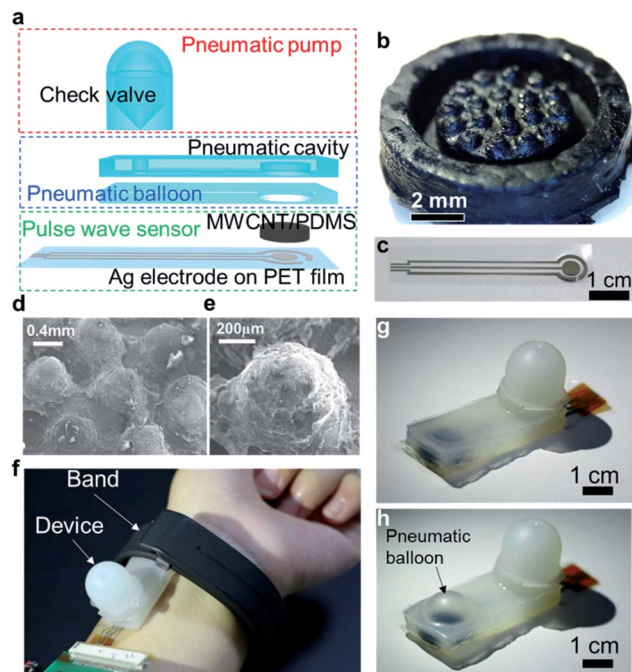 a
Pneumatic pump
Check valve
Pneumatic cavity
Pneumatic balloon
Pulse wave sensor
MWCNT/PDMS
Ag electrode on PET film
b
2 mm
c
1 cm
d
0.4mm
e
200μm
f
Band
Device
g
1 cm
h
Pneumatic
balloon
1 cm